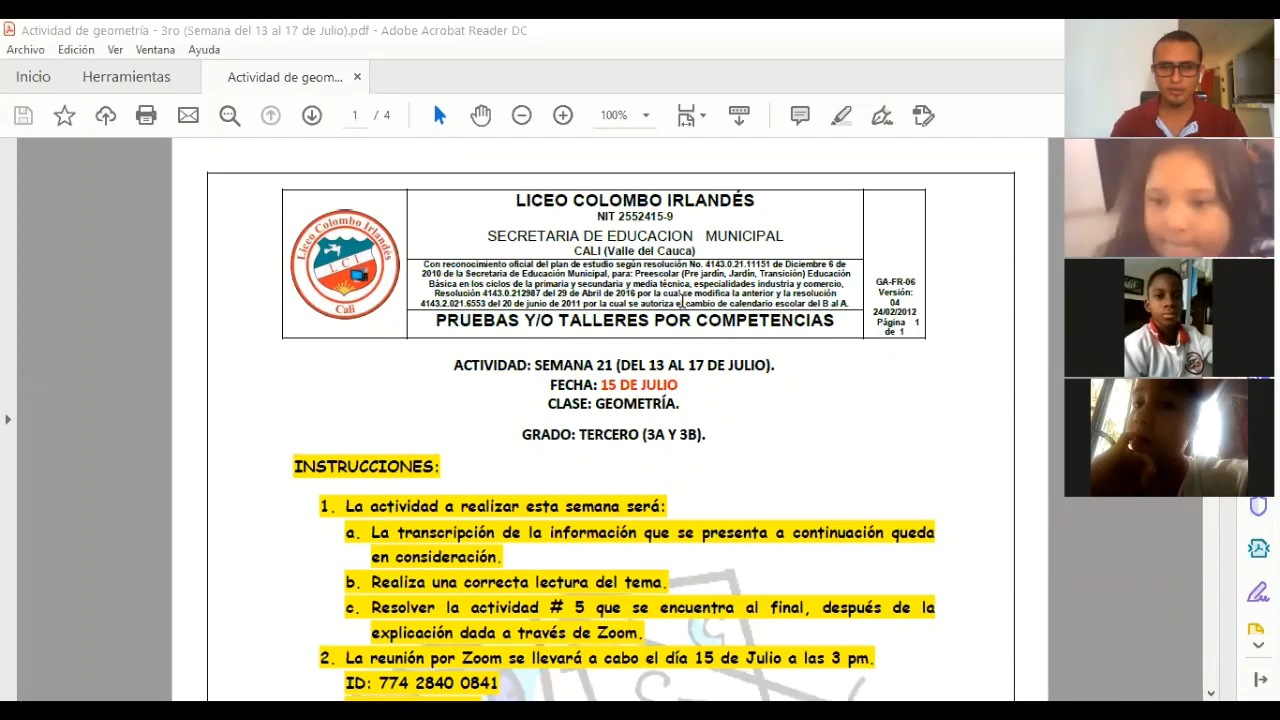 Actividad de geometría - 3ro (Semana del 13 al 17 de Julio).pdf - Adobe Acrobat Reader DC
Archivo Edición Ver Ventana Ayuda
Inicio Herramientas Actividad de geom... ×
1 / 4 100%
Liceo Colombo Irlandés
L C I
Cali
LICEO COLOMBO IRLANDÉS
NIT 2552415-9
SECRETARIA DE EDUCACION MUNICIPAL
CALI (Valle del Cauca)
Con reconocimiento oficial del plan de estudio según resolución No. 4143.0.21.11151 de Diciembre 6 de
2010 de la Secretaria de Educación Municipal, para: Preescolar (Pre jardín, Jardín, Transición) Educación
Básica en los ciclos de la primaria y secundaria y media técnica, especialidades industria y comercio,
Resolución 4143.0.212987 del 29 de Abril de 2016 por la cual se modifica la anterior y la resolución
4143.2.021.6553 del 20 de junio de 2011 por la cual se autoriza el cambio de calendario escolar del B al A.
PRUEBAS Y/O TALLERES POR COMPETENCIAS
GA-FR-06
Versión:
04
24/02/2012
Página 1
de 1
ACTIVIDAD: SEMANA 21 (DEL 13 AL 17 DE JULIO).
FECHA: 15 DE JULIO
CLASE: GEOMETRÍA.
GRADO: TERCERO (3A Y 3B).
INSTRUCCIONES:
1. La actividad a realizar esta semana será:
a. La transcripción de la información que se presenta a continuación queda
en consideración.
b. Realiza una correcta lectura del tema.
c. Resolver la actividad # 5 que se encuentra al final, después de la
explicación dada a través de Zoom.
2. La reunión por Zoom se llevará a cabo el día 15 de Julio a las 3 pm.
ID: 774 2840 0841